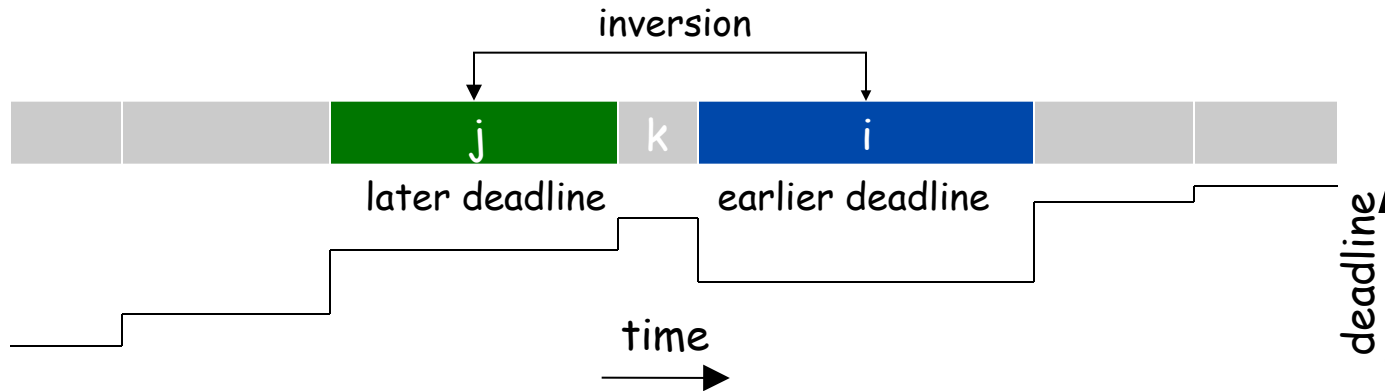 inversion
j k i
later deadline earlier deadline
time
deadline